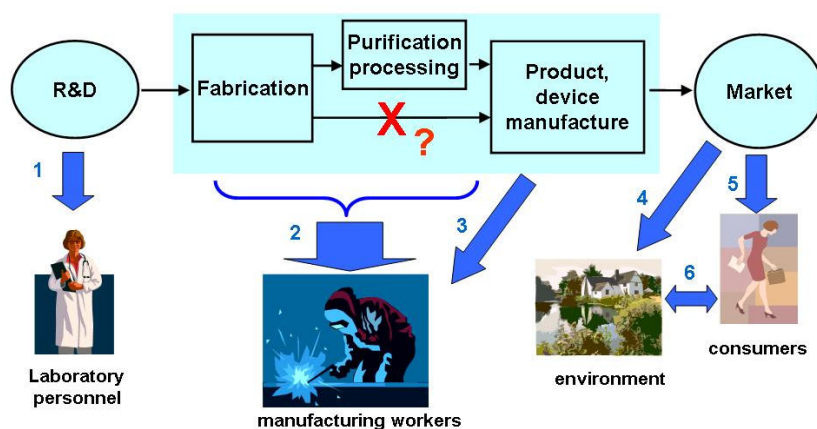 R&D
Fabrication
Purification
processing
X
?
Product,
device
manufacture
Market
1
2
3
4
5
6
Laboratory
personnel
manufacturing workers
environment
consumers